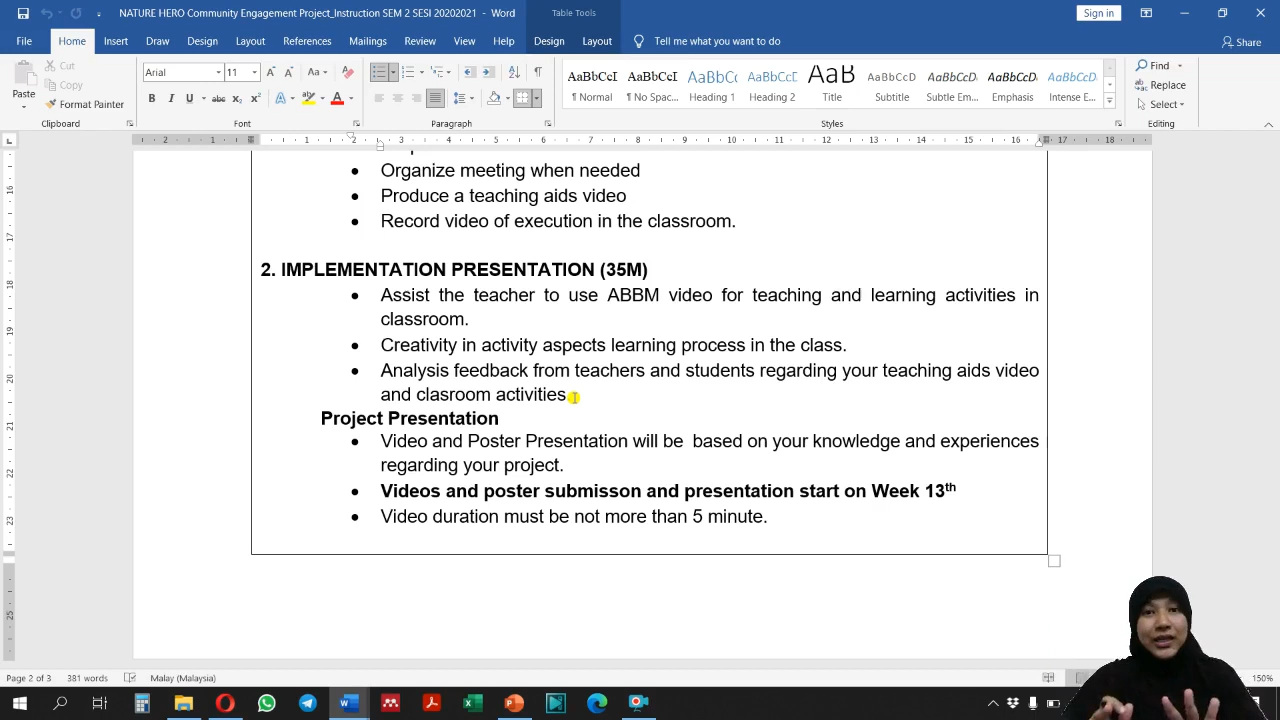 NATURE HERO Community Engagement Project_Instruction SEM 2 SESI 20202021 - Word
Table Tools
Sign in
File Home Insert Draw Design Layout References Mailings Review View Help Design Layout Tell me what you want to do Share
Paste
Cut
Copy
Format Painter
Clipboard
Arial 11
Font
Paragraph
AaBbCcI AaBbCcI AaBbC AaBbCcI AaB AaBbCcD AaBbCcD AaBbCcD AaBbCcD
¶ Normal ¶ No Spac... Heading 1 Heading 2 Title Subtitle Subtle Em... Emphasis Intense E...
Styles
Find
Replace
Select
Editing
• Organize meeting when needed
• Produce a teaching aids video
• Record video of execution in the classroom.
2. IMPLEMENTATION PRESENTATION (35M)
• Assist the teacher to use ABBM video for teaching and learning activities in
classroom.
• Creativity in activity aspects learning process in the class.
• Analysis feedback from teachers and students regarding your teaching aids video
and clasroom activities
Project Presentation
• Video and Poster Presentation will be based on your knowledge and experiences
regarding your project.
• Videos and poster submisson and presentation start on Week 13th
• Video duration must be not more than 5 minute.
Page 2 of 3 381 words Malay (Malaysia) 150%